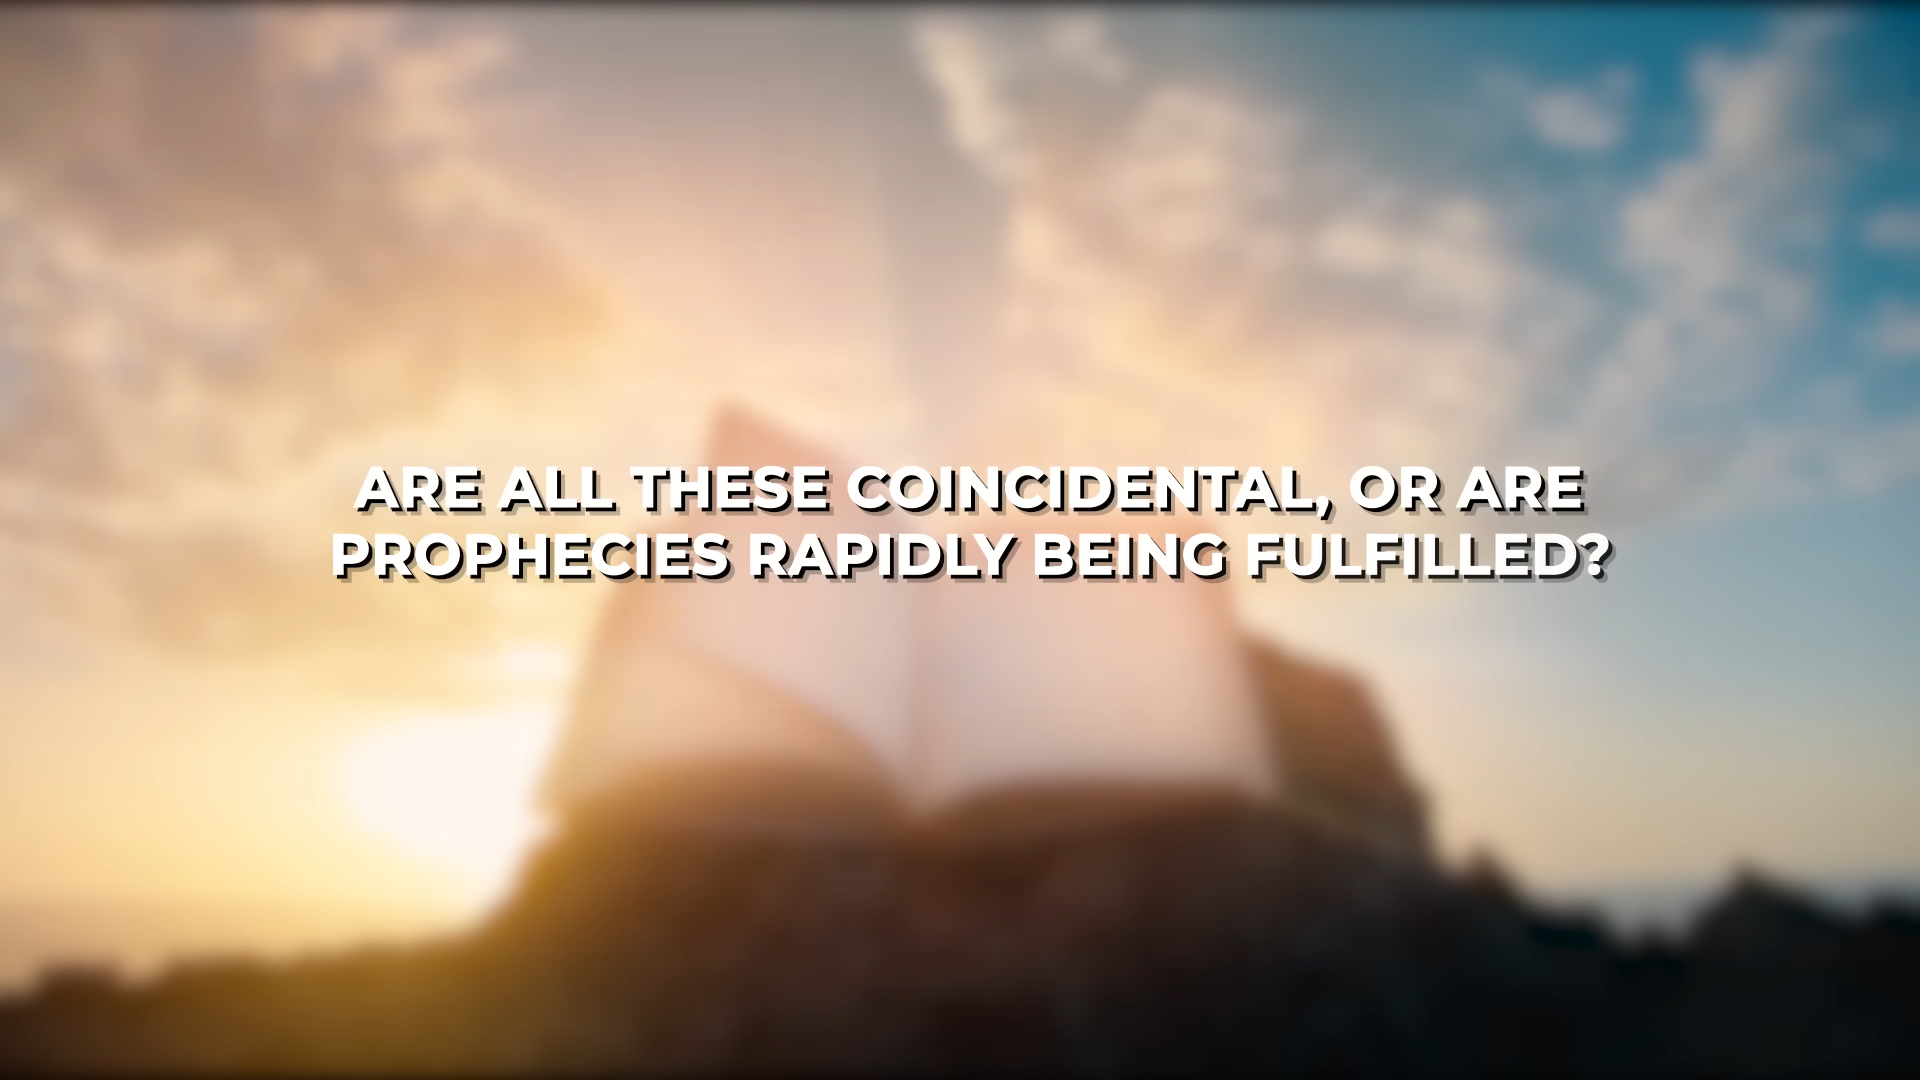 ARE ALL THESE COINCIDENTAL, OR ARE
PROPHECIES RAPIDLY BEING FULFILLED?